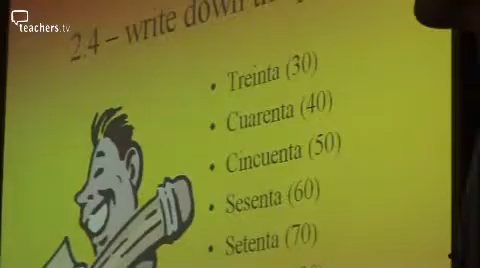 teachers.tv
2.4 – write down
Treinta (30)
Cuarenta (40)
Cincuenta (50)
Sesenta (60)
Setenta (70)